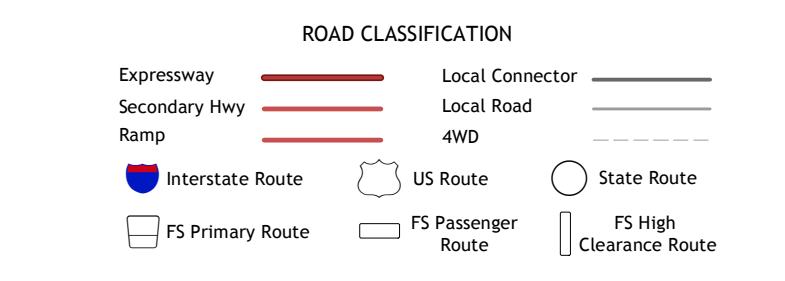 ROAD CLASSIFICATION
Expressway
Local Connector
Secondary Hwy
Local Road
Ramp
4WD
Interstate Route
US Route
State Route
FS Primary Route
FS Passenger
Route
FS High
Clearance Route